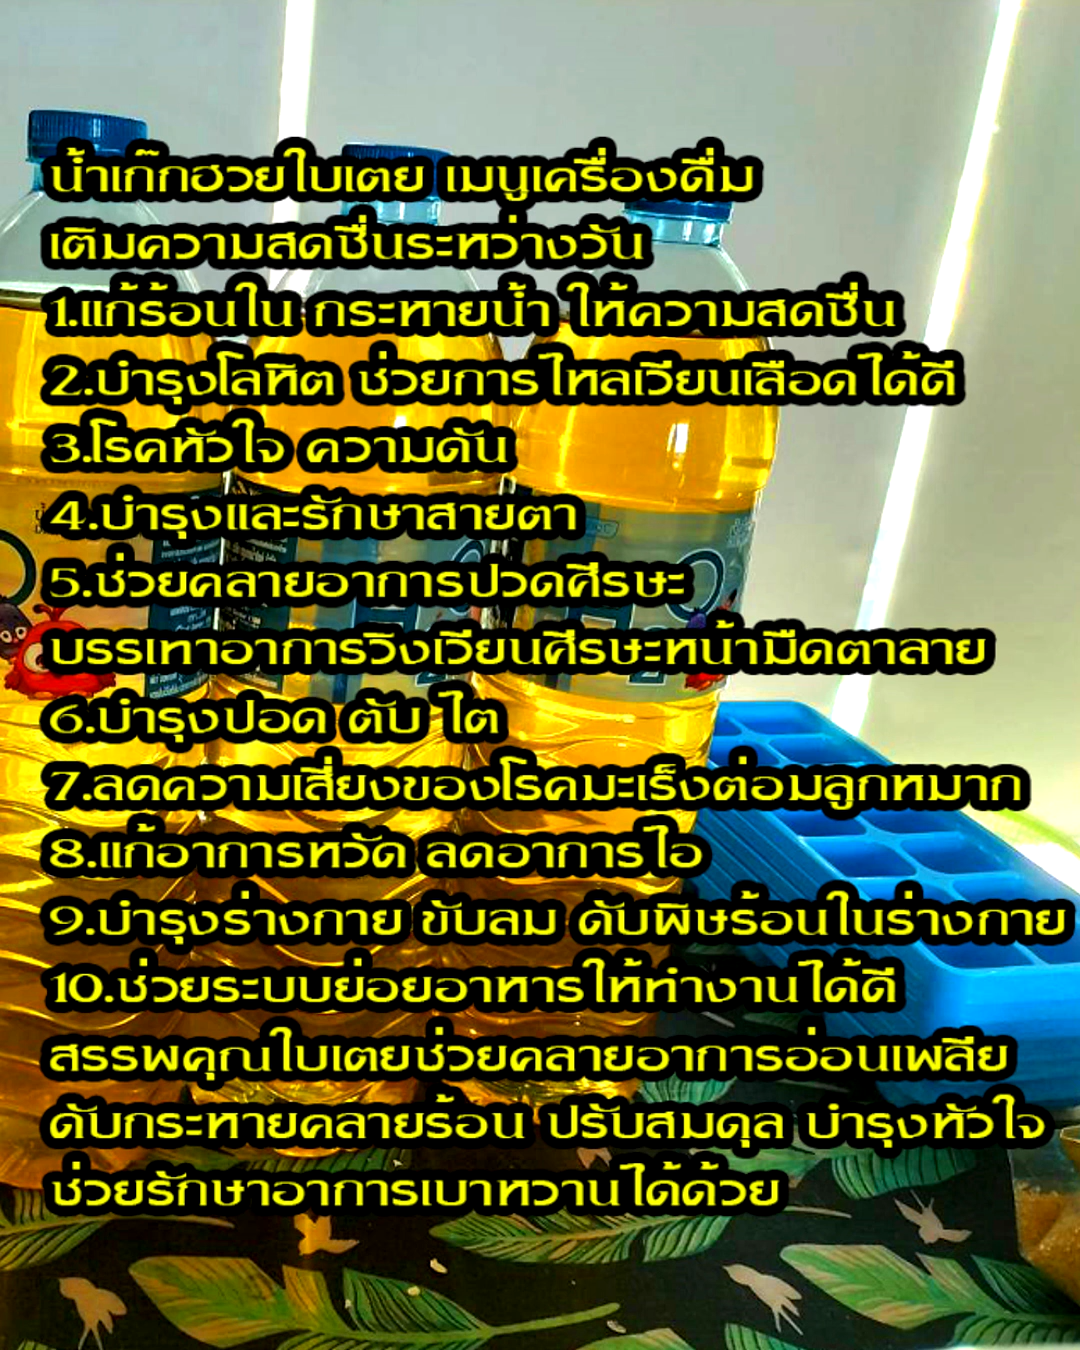 น้ำเก๊กฮวยใบเตย เมนูเครื่องดื่ม
เติมความสดชื่นระหว่างวัน
1.แก้ร้อนใน กระหายน้ำ ให้ความสดชื่น
2.บำรุงโลหิต ช่วยการไหลเวียนเลือดได้ดี
3.โรคหัวใจ ความดัน
4.บำรุงและรักษาสายตา
5.ช่วยคลายอาการปวดศีรษะ
บรรเทาอาการวิงเวียนศีรษะหน้ามืดตาลาย
6.บำรุงปอด ตับ ไต
7.ลดความเสี่ยงของโรคมะเร็งต่อมลูกหมาก
8.แก้อาการหวัด ลดอาการไอ
9.บำรุงร่างกาย ขับลม ดับพิษร้อนในร่างกาย
10.ช่วยระบบย่อยอาหารให้ทำงานได้ดี
สรรพคุณใบเตยช่วยคลายอาการอ่อนเพลีย
ดับกระหายคลายร้อน ปรับสมดุล บำรุงหัวใจ
ช่วยรักษาอาการเบาหวานได้ด้วย